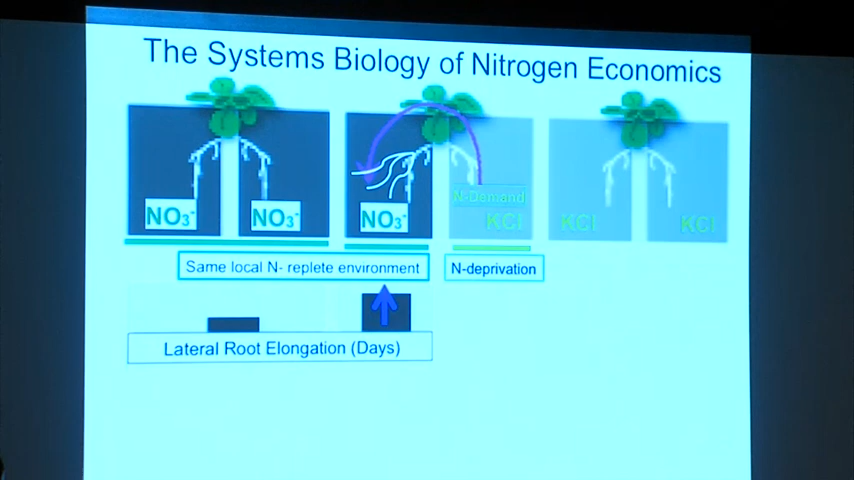 The Systems Biology of Nitrogen Economics
NO3-
NO3-
NO3-
N-Demand
KCl
KCl
KCl
Same local N- replete environment
N-deprivation
Lateral Root Elongation (Days)